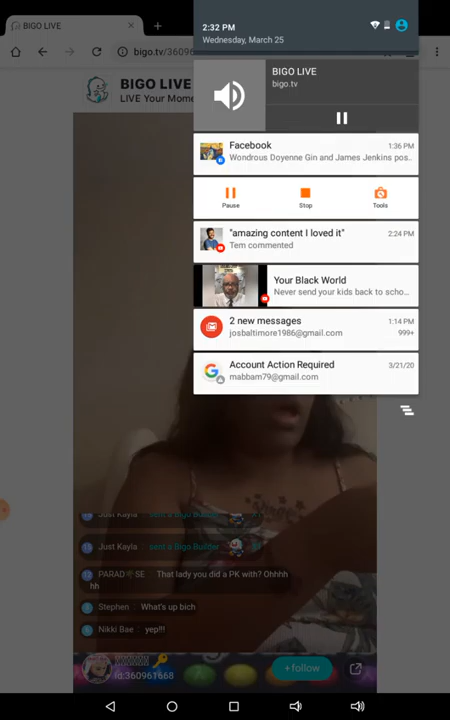 BIGO LIVE
bigo.tv/36096
BIGO LIVE
LIVE Your Mome
2:32 PM
Wednesday, March 25
BIGO LIVE
bigo.tv
Facebook
1:36 PM
Wondrous Doyenne Gin and James Jenkins pos..
Pause
Stop
Tools
"amazing content I loved it"
2:24 PM
Tem commented
Your Black World
Never send your kids back to scho...
2 new messages
1:14 PM
josbaltimore1986@gmail.com
999+
Account Action Required
3/21/20
mabbam79@gmail.com
Just Kayla sent a Bigo Builder X1
Just Kayla : sent a Bigo Builder
PARAD SE : That lady you did a PK with? Ohhhh
hh
Stephen : What's up bich
Nikki Bae : yep!!!
Id:360961668
+follow